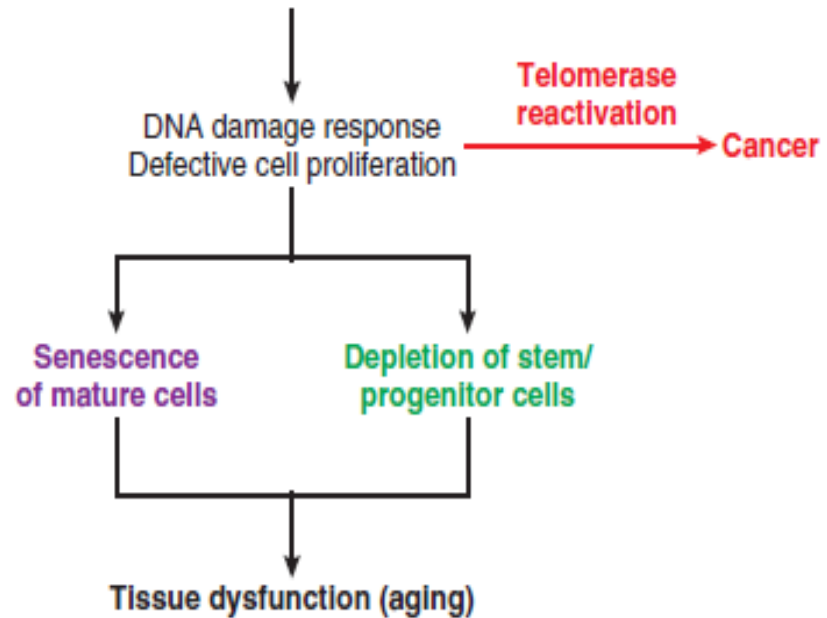 Telomerase
reactivation
DNA damage response
Defective cell proliferation
Cancer
Senescence
of mature cells
Depletion of stem/
progenitor cells
Tissue dysfunction (aging)